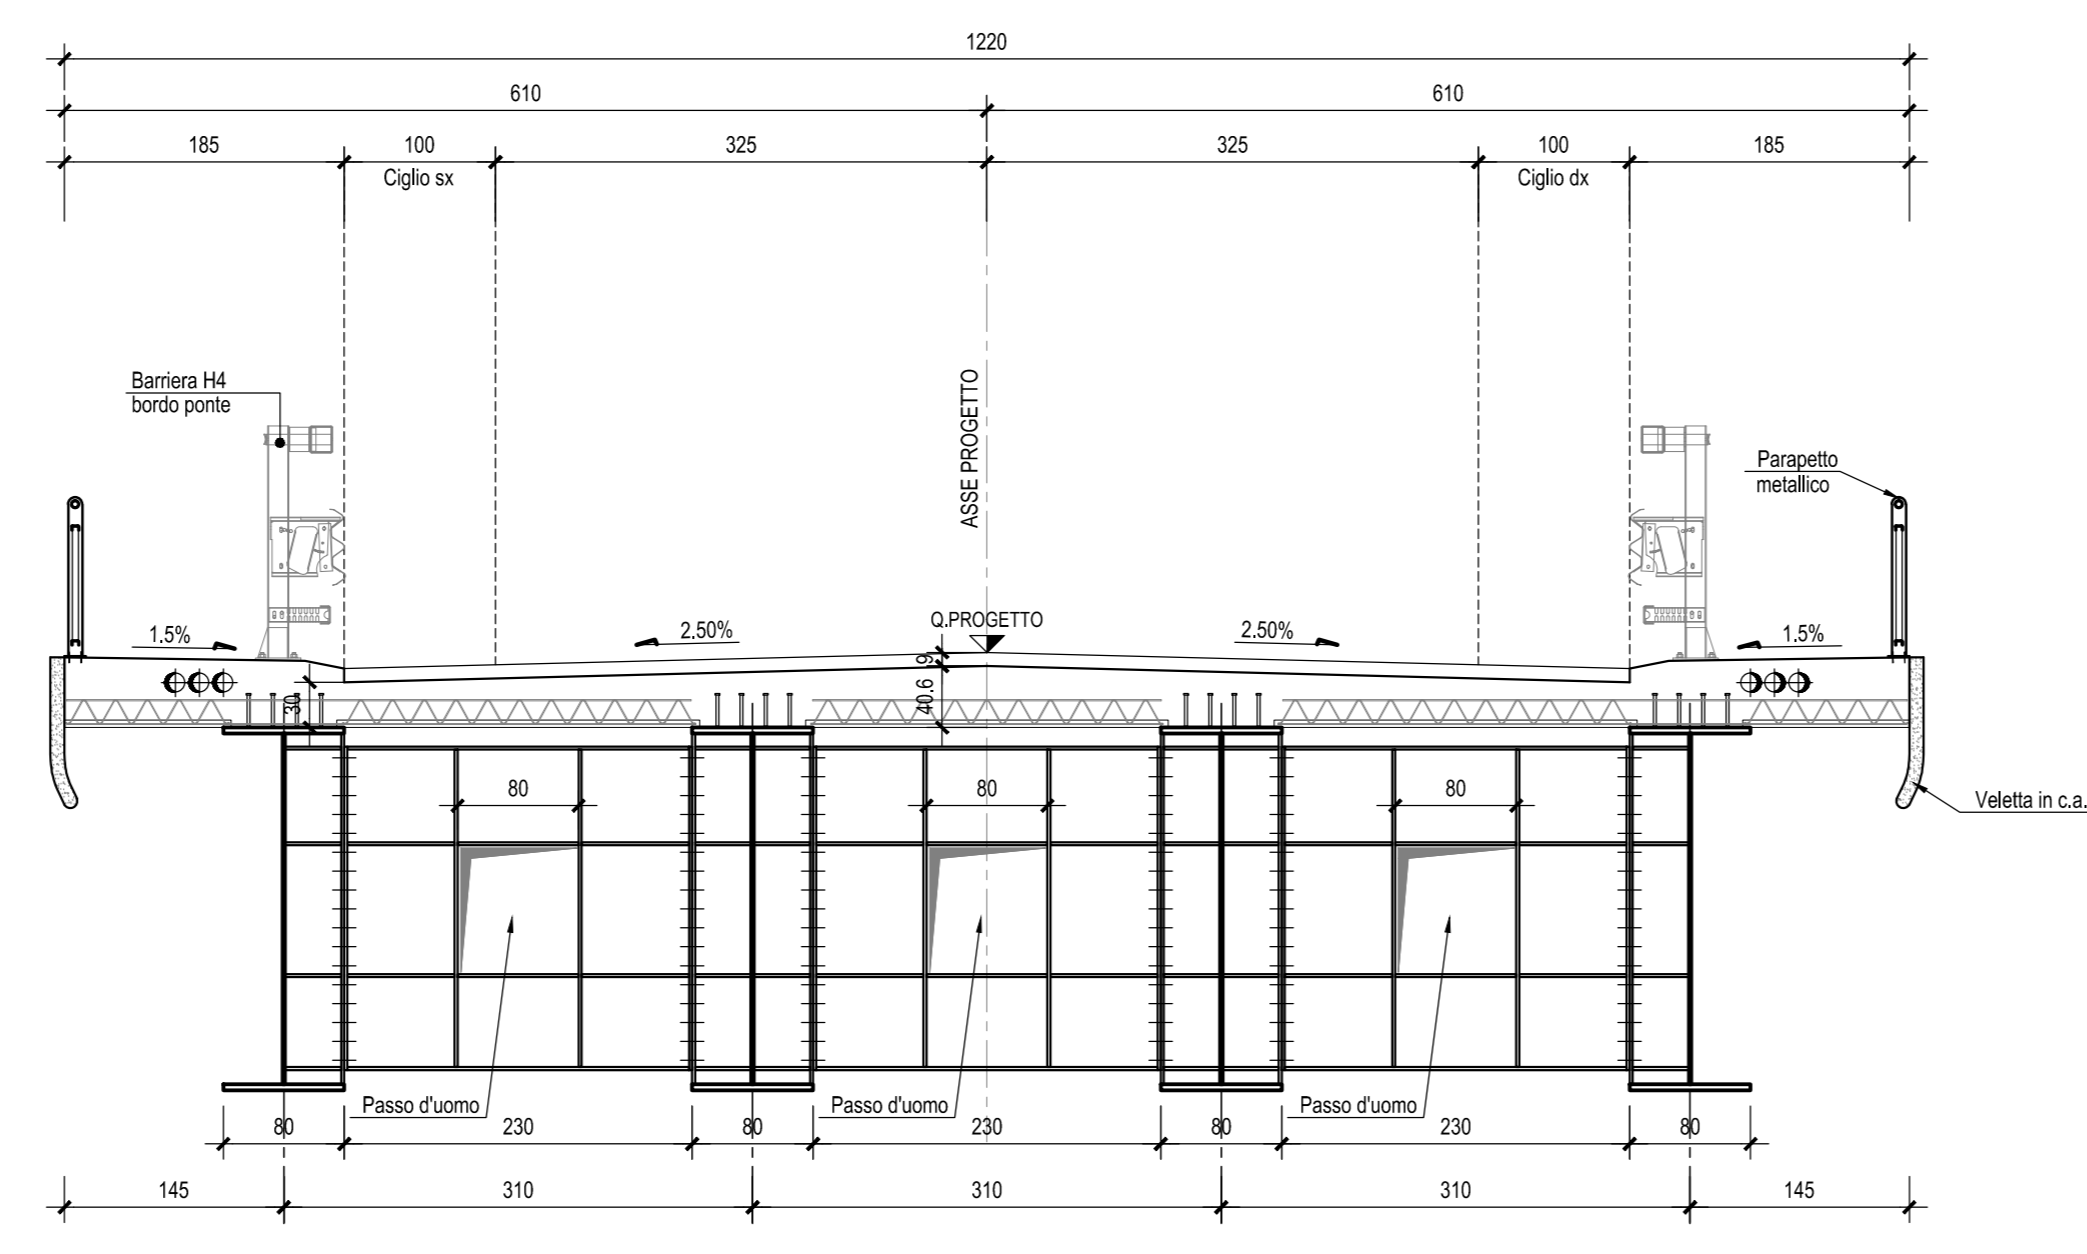 1220
610 610
185 100 325 325 100 185
Ciglio sx Ciglio dx
ASSE PROGETTO
Barriera H4
bordo ponte
Parapetto
metallico
Q.PROGETTO
1.5% 2.50% 2.50% 1.5%
9
30 40.6
80 80 80
Veletta in c.a.
Passo d'uomo Passo d'uomo Passo d'uomo
80 230 80 230 80 230 80
145 310 310 310 145